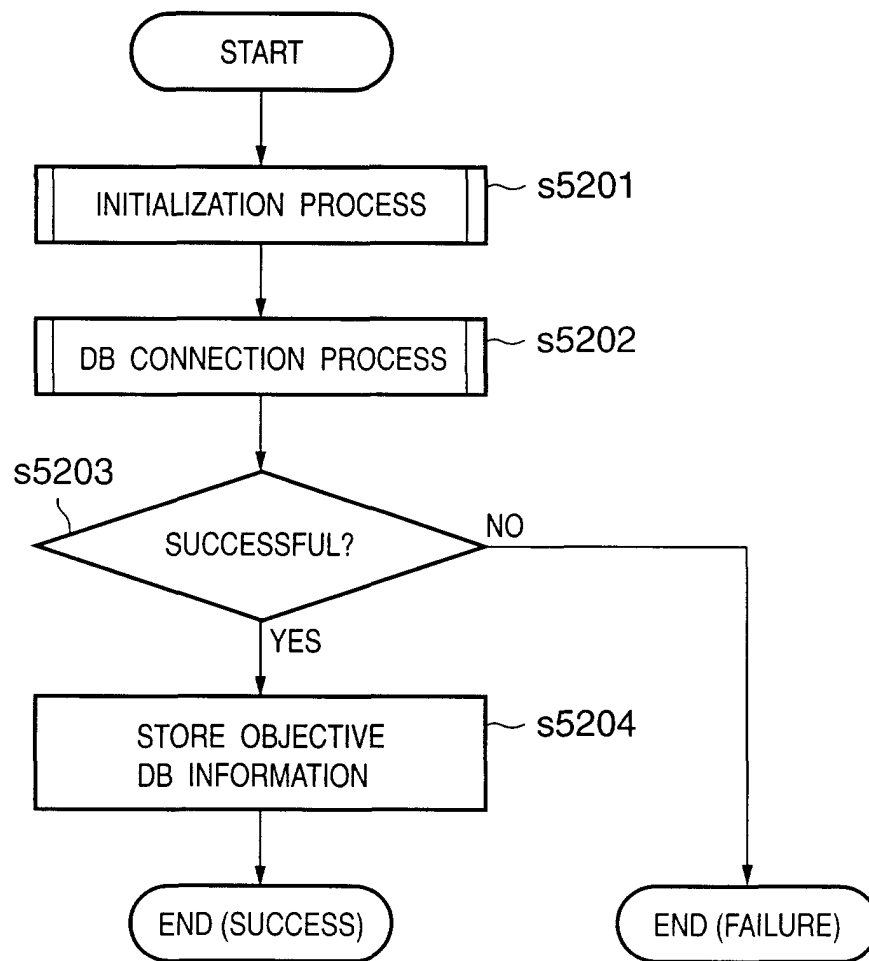 START
INITIALIZATION PROCESS
s5201
DB CONNECTION PROCESS
s5202
s5203
SUCCESSFUL?
NO
YES
STORE OBJECTIVE
DB INFORMATION
s5204
END (SUCCESS)
END (FAILURE)